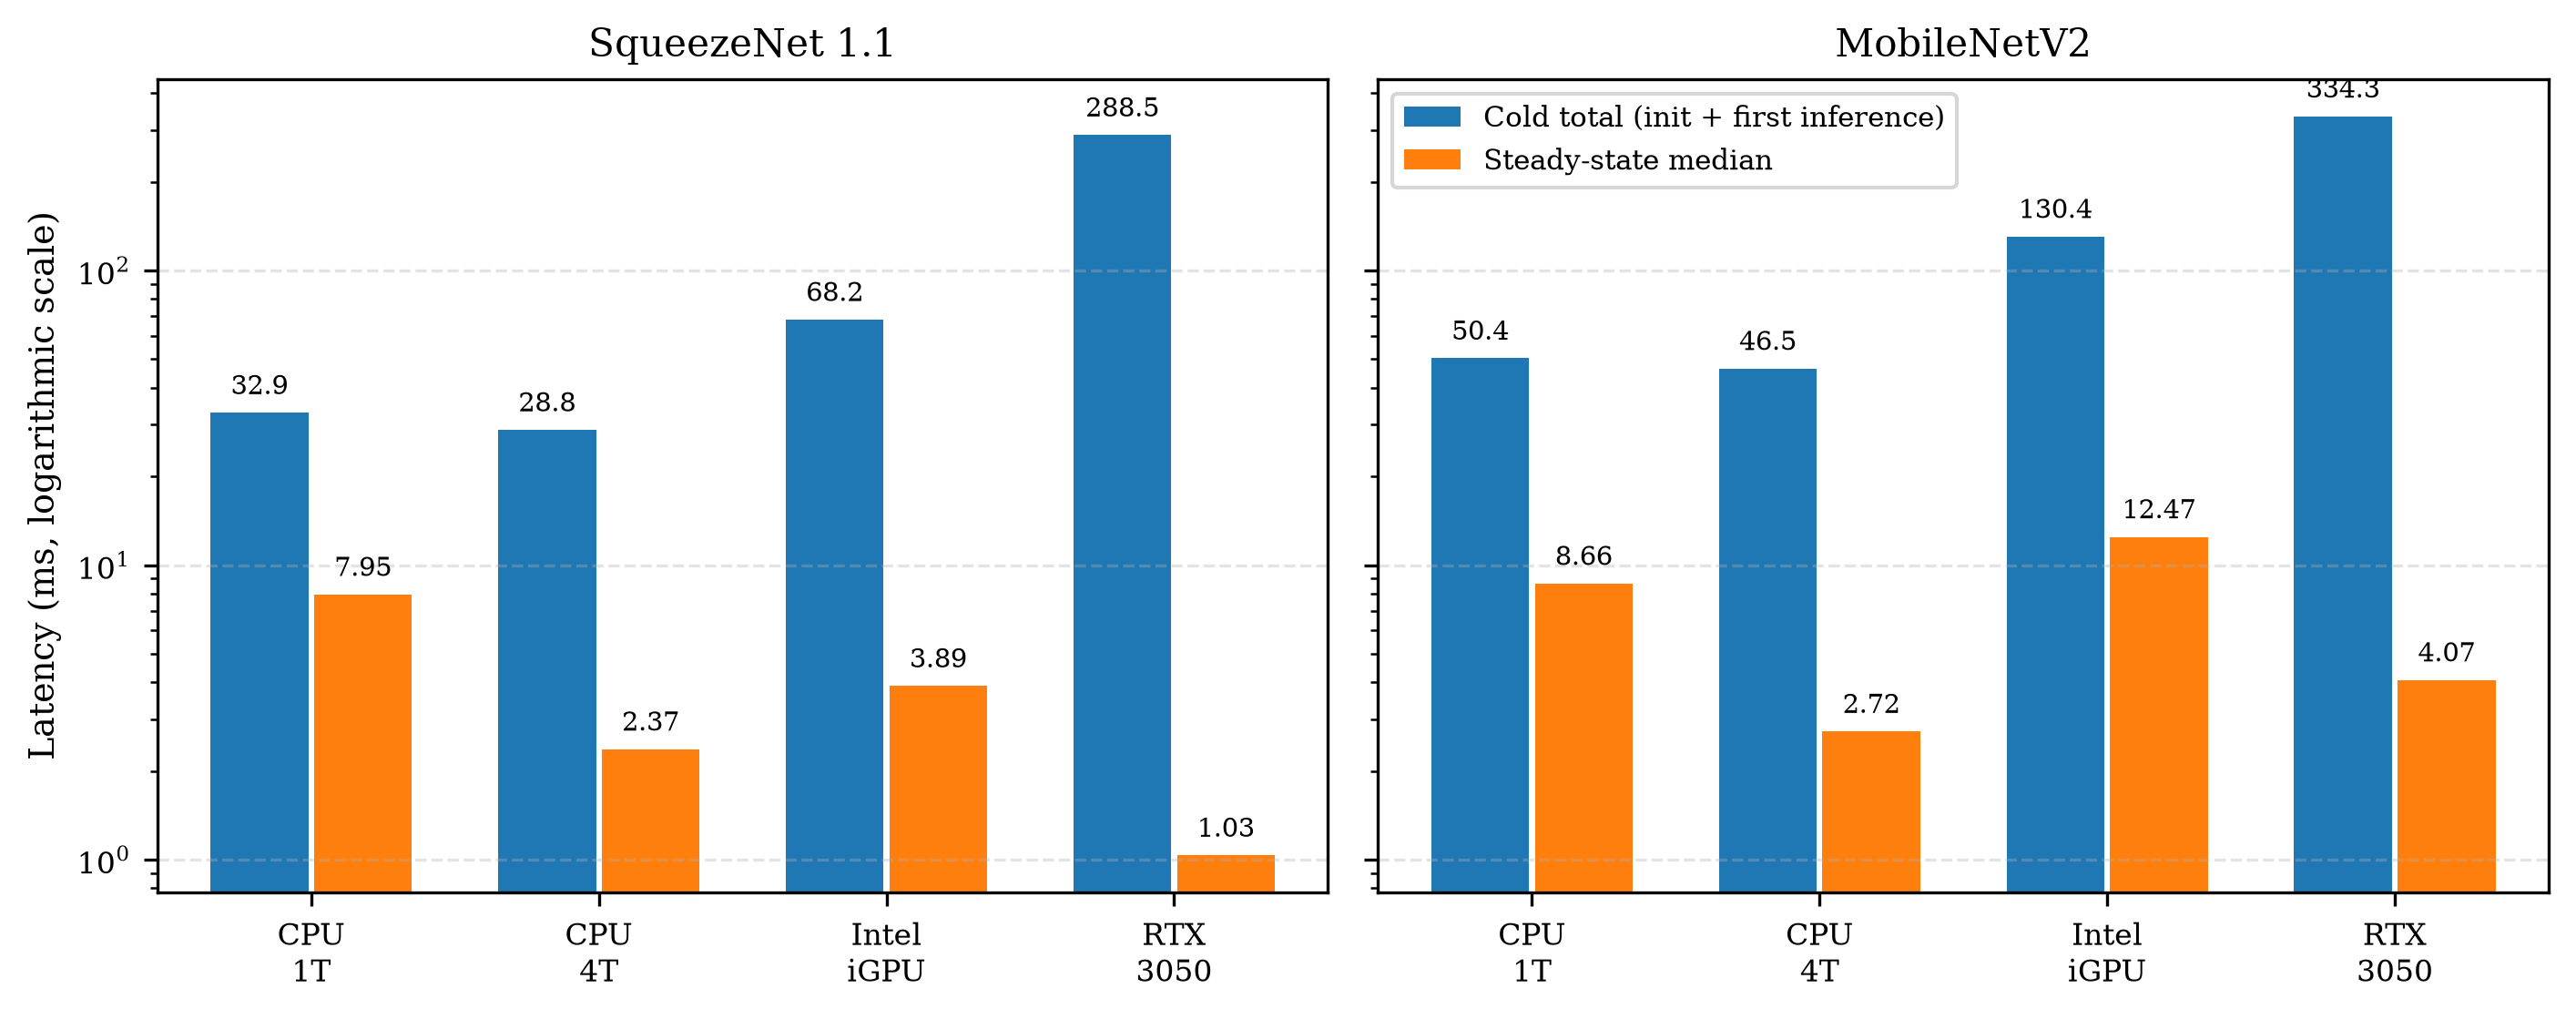 SqueezeNet 1.1
MobileNetV2
Latency (ms, logarithmic scale)
10²
10¹
10⁰
32.9
7.95
28.8
2.37
68.2
3.89
288.5
1.03
CPU
1T
CPU
4T
Intel
iGPU
RTX
3050
Cold total (init + first inference)
Steady-state median
50.4
8.66
46.5
2.72
130.4
12.47
334.3
4.07
CPU
1T
CPU
4T
Intel
iGPU
RTX
3050